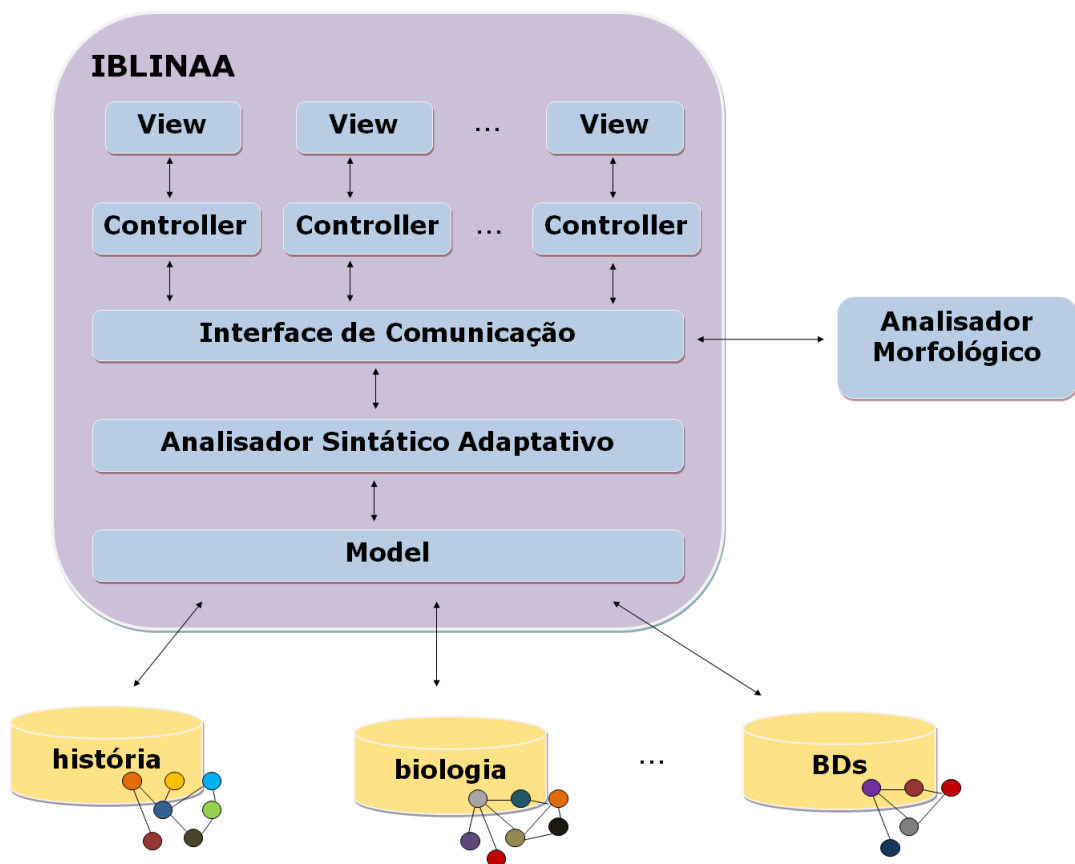 IBLINAA
View View ... View
Controller Controller ... Controller
Interface de Comunicação
Analisador
Morfológico
Analisador Sintático Adaptativo
Model
história biologia ... BDs